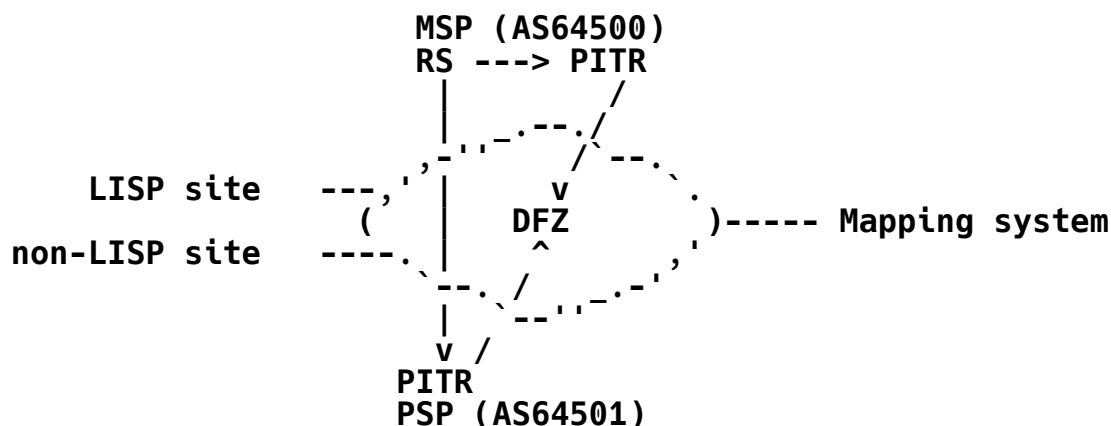 MSP (AS64500)
RS ---> PITR
| /
| _.--./
,-'' /`--.
LISP site ---,' | v `.
( | DFZ )----- Mapping system
non-LISP site ----. | ^ ,'
`--. / _.-'
| `--''
v /
PITR
PSP (AS64501)